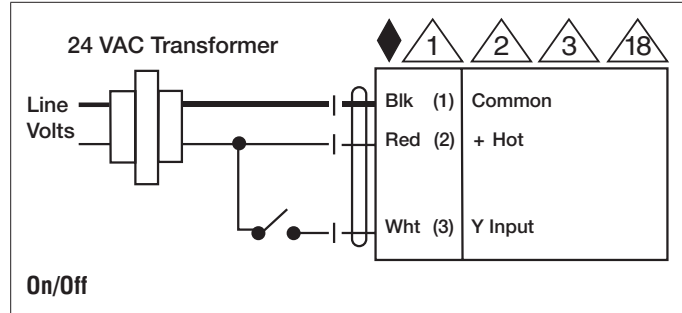 24 VAC Transformer
1 2 3 18
Line
Volts
Blk (1) Common
Red (2) + Hot
Wht (3) Y Input
On/Off